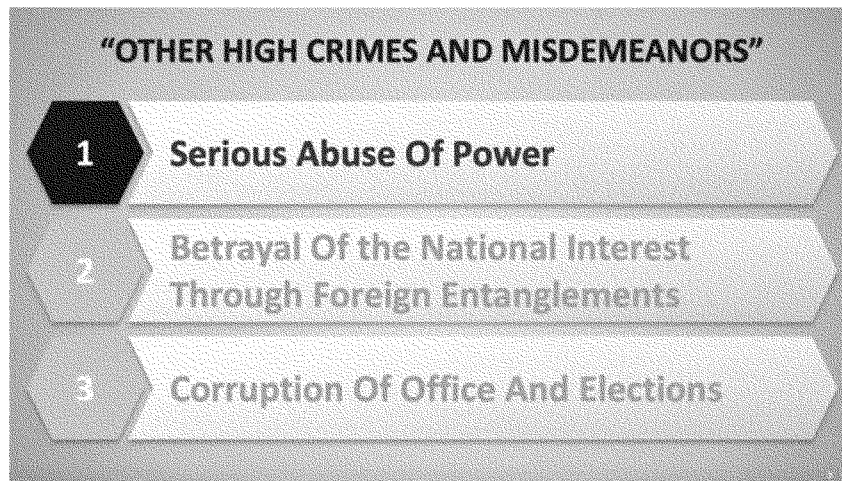 “OTHER HIGH CRIMES AND MISDEMEANORS”
1
Serious Abuse Of Power
2
Betrayal Of the National Interest
Through Foreign Entanglements
3
Corruption Of Office And Elections